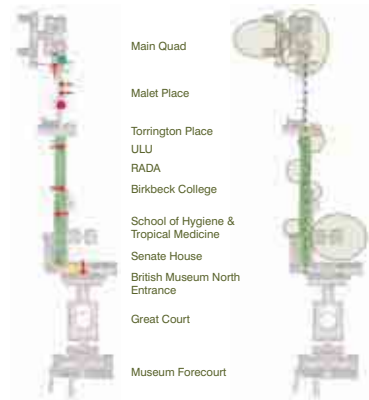 Main Quad
Malet Place
Torrington Place
ULU
RADA
Birkbeck College
School of Hygiene &
Tropical Medicine
Senate House
British Museum North
Entrance
Great Court
Museum Forecourt